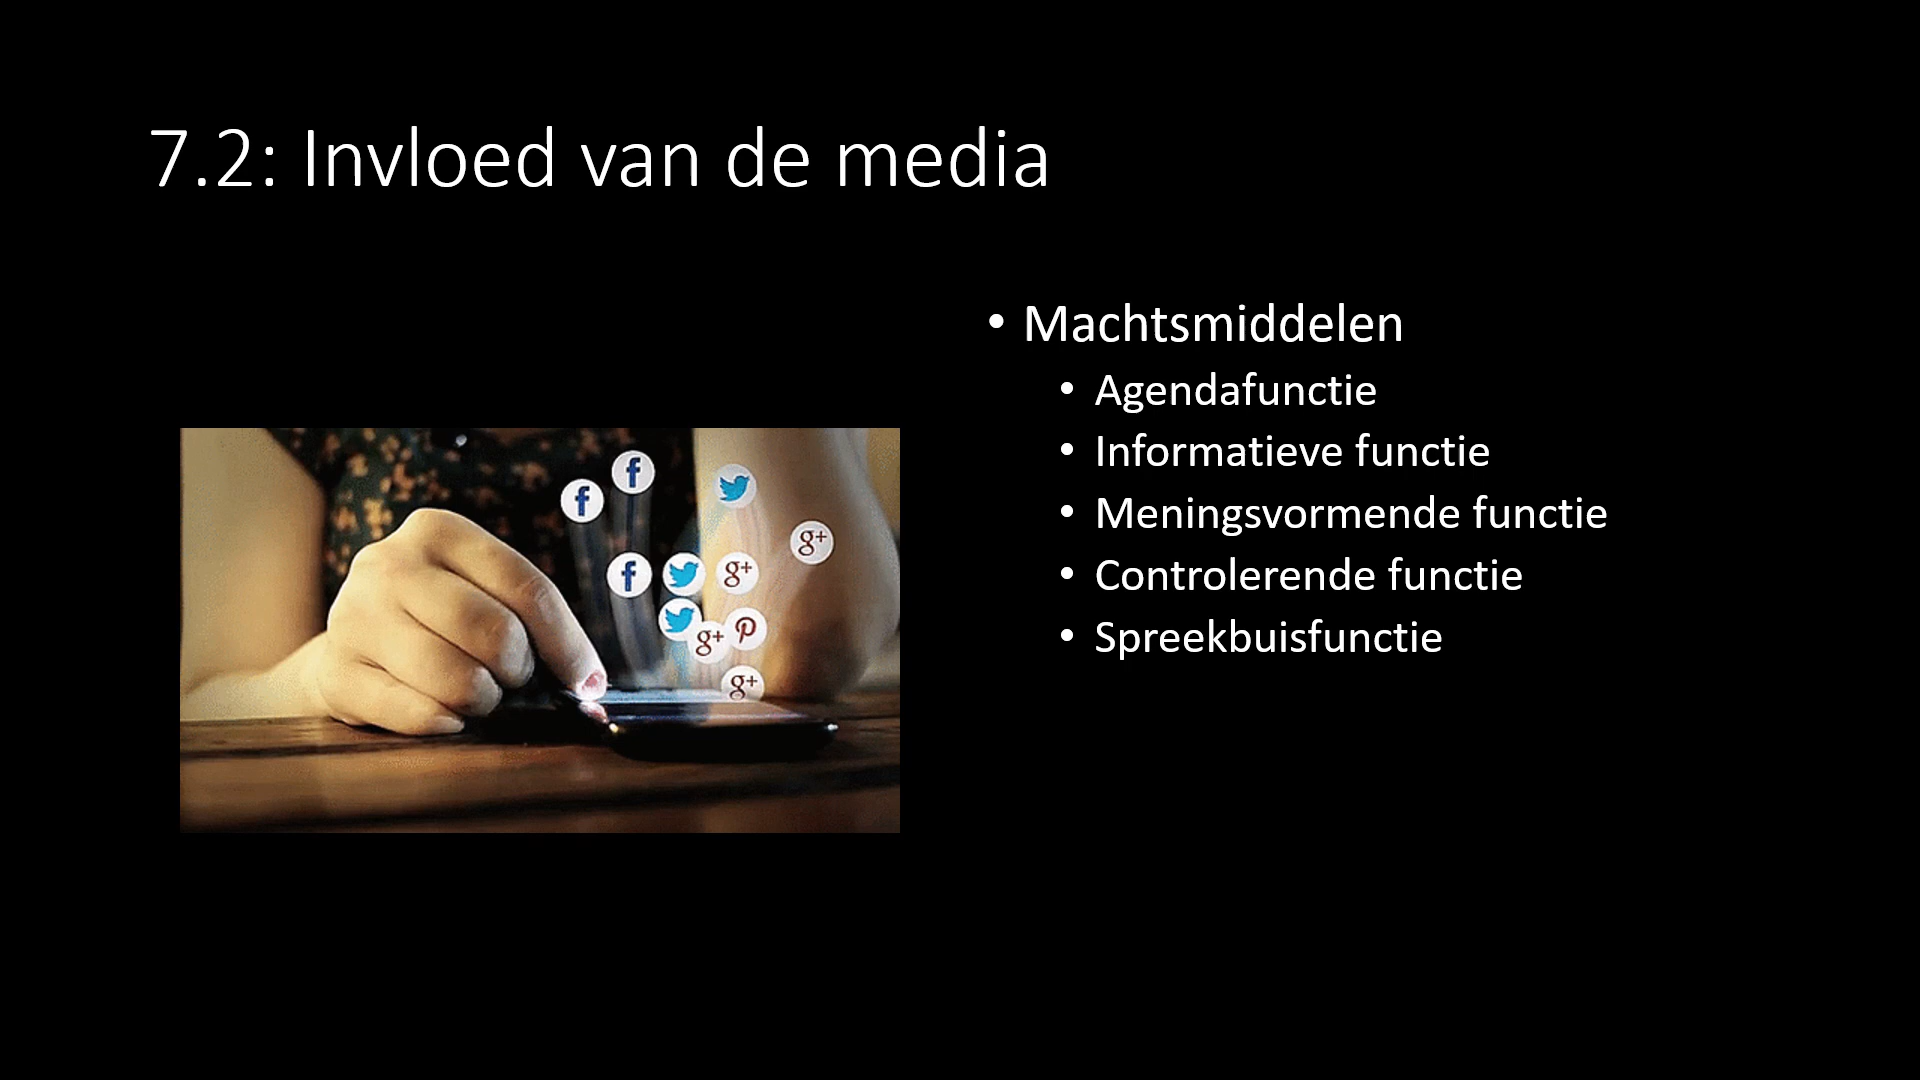 7.2: Invloed van de media
• Machtsmiddelen
• Agendafunctie
• Informatieve functie
• Meningsvormende functie
• Controlerende functie
• Spreekbuisfunctie
f
f
g+
f
g+
g+
g+